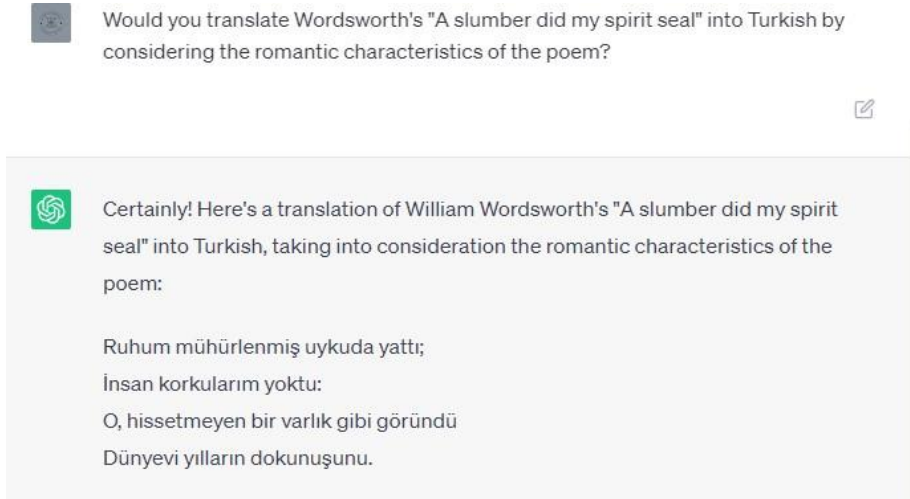 Would you translate Wordsworth's "A slumber did my spirit seal" into Turkish by
considering the romantic characteristics of the poem?
Certainly! Here's a translation of William Wordsworth's "A slumber did my spirit
seal" into Turkish, taking into consideration the romantic characteristics of the
poem:
Ruhum mühürlenmiş uykuda yattı;
İnsan korkularım yoktu:
O, hissetmeyen bir varlık gibi göründü
Dünyevi yılların dokunuşunu.